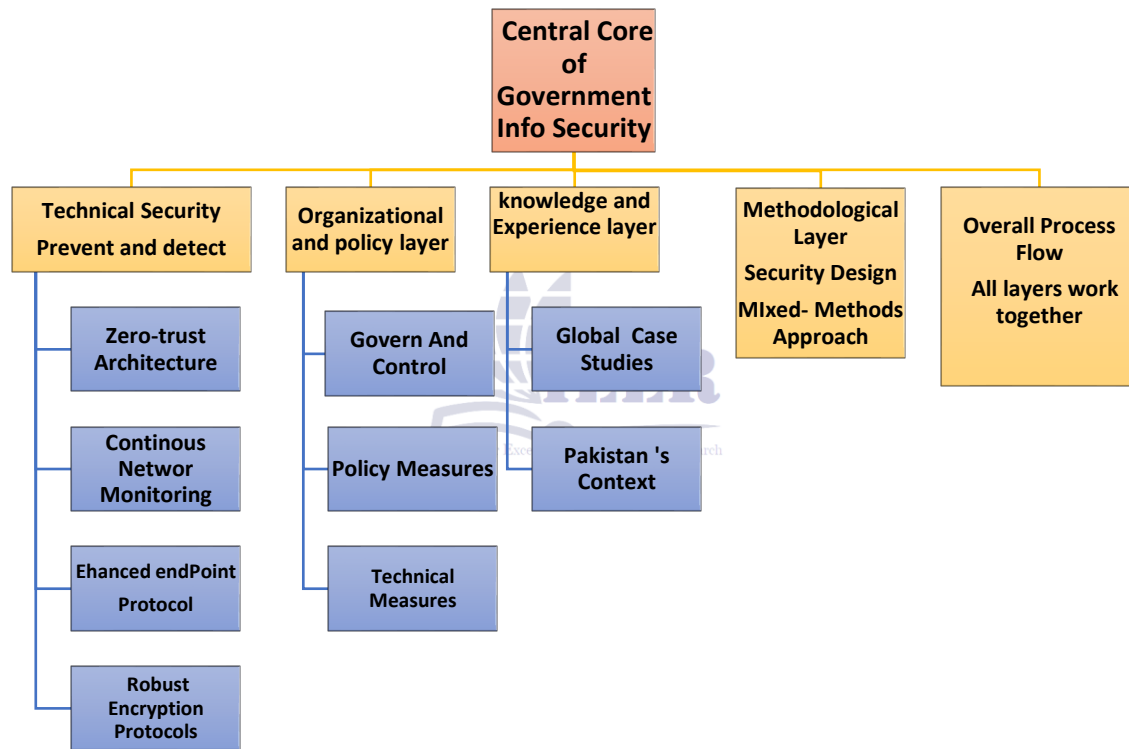 Central Core
of
Government
Info Security
Technical Security
Prevent and detect
Organizational
and policy layer
knowledge and
Experience layer
Methodological
Layer
Security Design
MIxed- Methods
Approach
Overall Process
Flow
All layers work
together
Zero-trust
Architecture
Continous
Networ
Monitoring
Ehanced endPoint
Protocol
Robust
Encryption
Protocols
Govern And
Control
Policy Measures
Technical
Measures
Global Case
Studies
Pakistan 's
Context